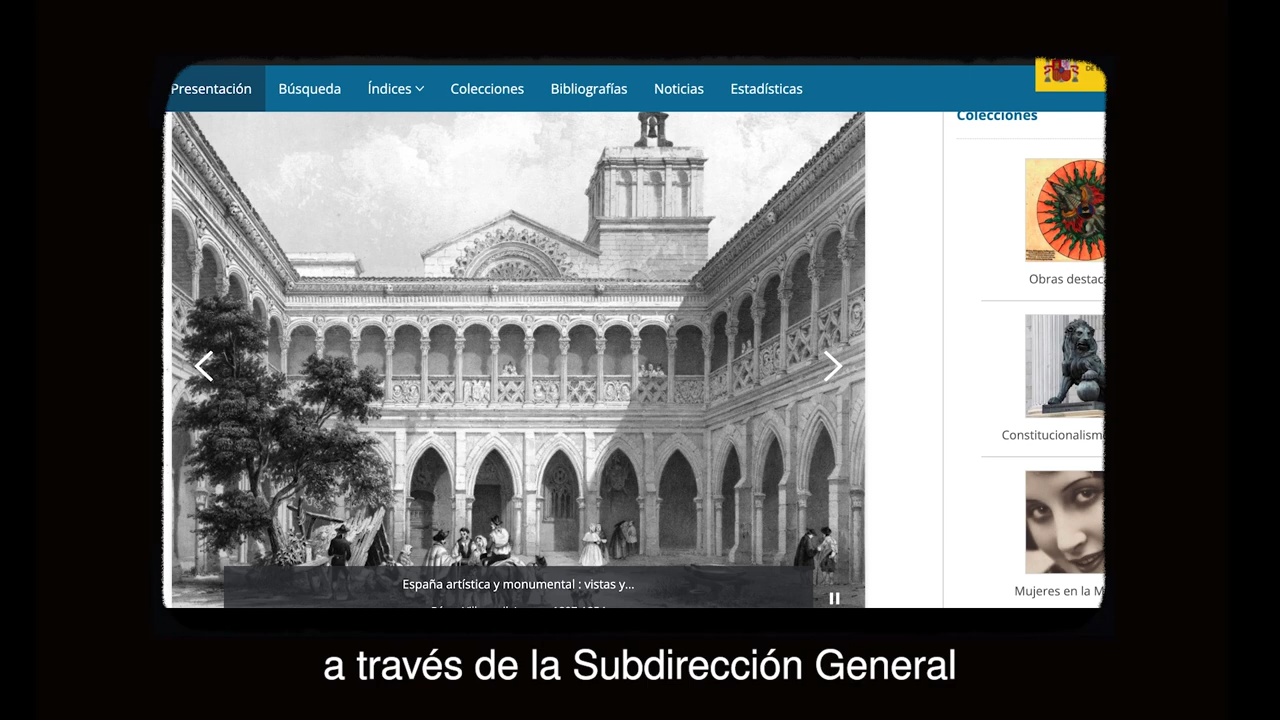 Presentación Búsqueda Índices Colecciones Bibliografías Noticias Estadísticas
Colecciones
Obras destac
Constitucionalism
Mujeres en la M
España artística y monumental : vistas y...
a través de la Subdirección General